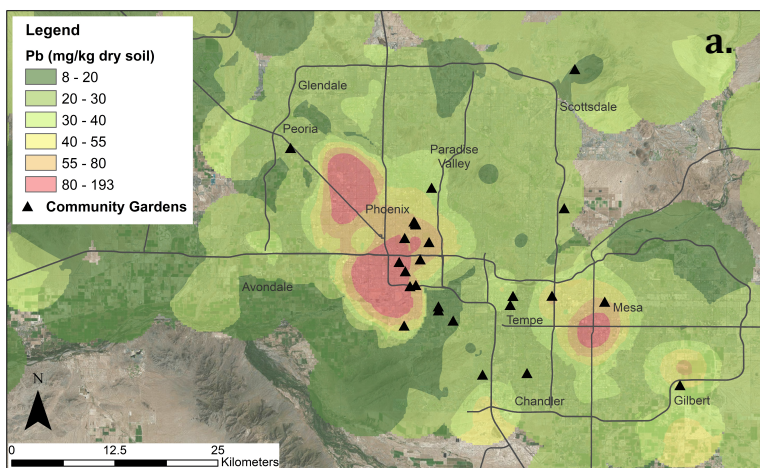 Legend
Pb (mg/kg dry soil)
8 - 20
20 - 30
30 - 40
40 - 55
55 - 80
80 - 193
Community Gardens
a.
Glendale
Scottsdale
Peoria
Paradise
Valley
Phoenix
Avondale
Mesa
Tempe
Chandler
Gilbert
N
0 12.5 25
Kilometers